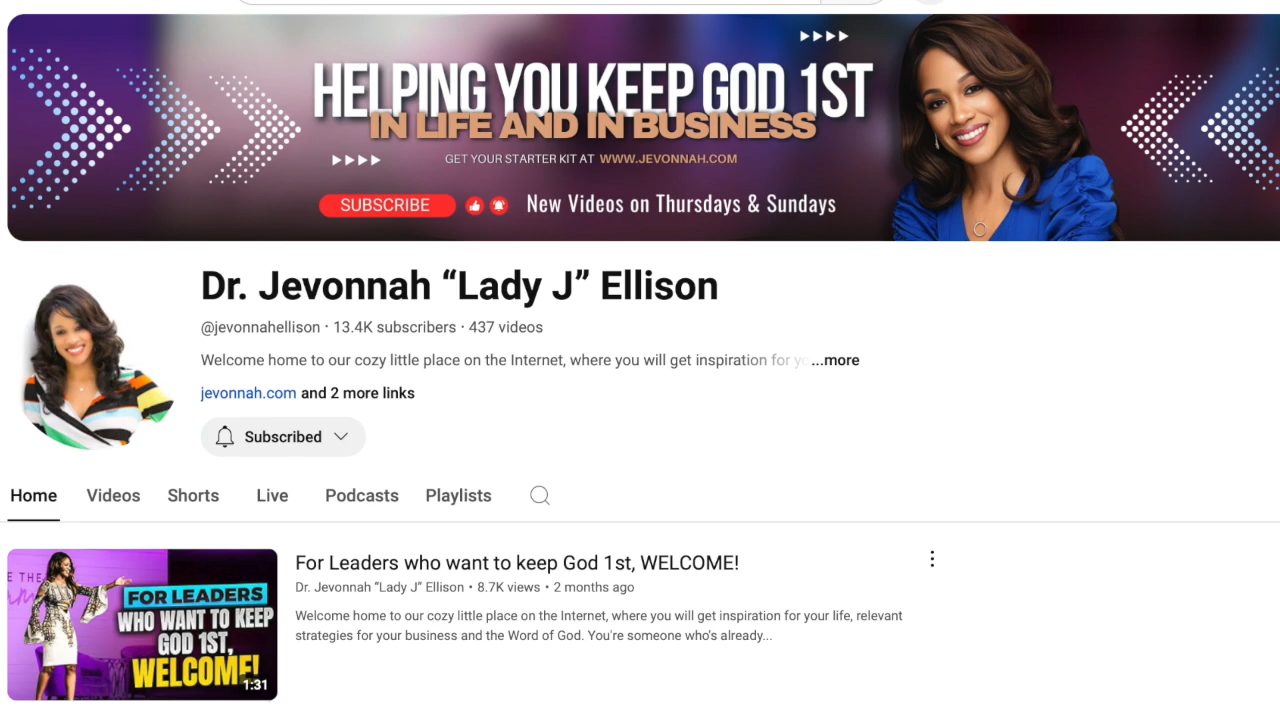 HELPING YOU KEEP GOD 1ST
IN LIFE AND IN BUSINESS
GET YOUR STARTER KIT AT WWW.JEVONNAH.COM
SUBSCRIBE New Videos on Thursdays & Sundays
Dr. Jevonnah “Lady J” Ellison
@jevonnahellison · 13.4K subscribers · 437 videos
Welcome home to our cozy little place on the Internet, where you will get inspiration for ...more
jevonnah.com and 2 more links
Subscribed
Home Videos Shorts Live Podcasts Playlists
FOR LEADERS
WHO WANT TO KEEP
GOD 1ST,
WELCOME!
1:31
For Leaders who want to keep God 1st, WELCOME!
Dr. Jevonnah “Lady J” Ellison • 8.7K views • 2 months ago
Welcome home to our cozy little place on the Internet, where you will get inspiration for your life, relevant
strategies for your business and the Word of God. You're someone who's already...